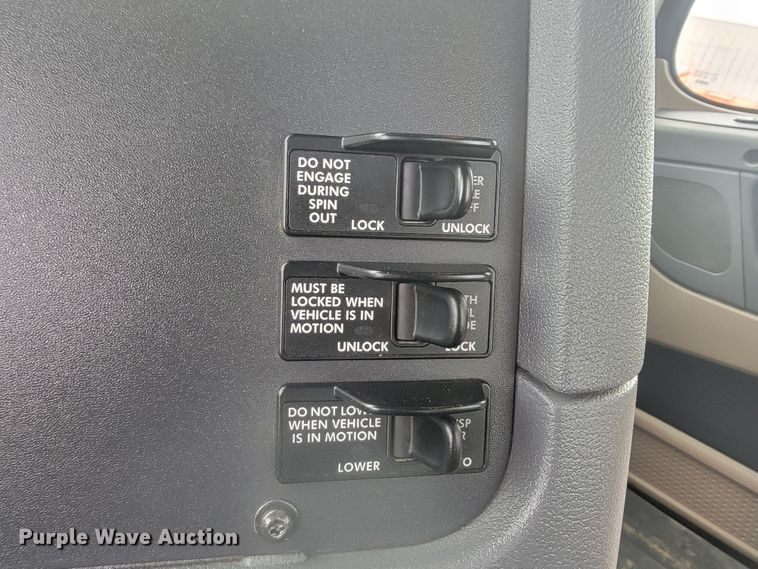 DO NOT
ENGAGE
DURING
SPIN
OUT
LOCK
UNLOCK
MUST BE
LOCKED WHEN
VEHICLE IS IN
MOTION
UNLOCK
LOCK
DO NOT
WHEN VEHICLE
IS IN MOTION
LOWER
Purple Wave Auction